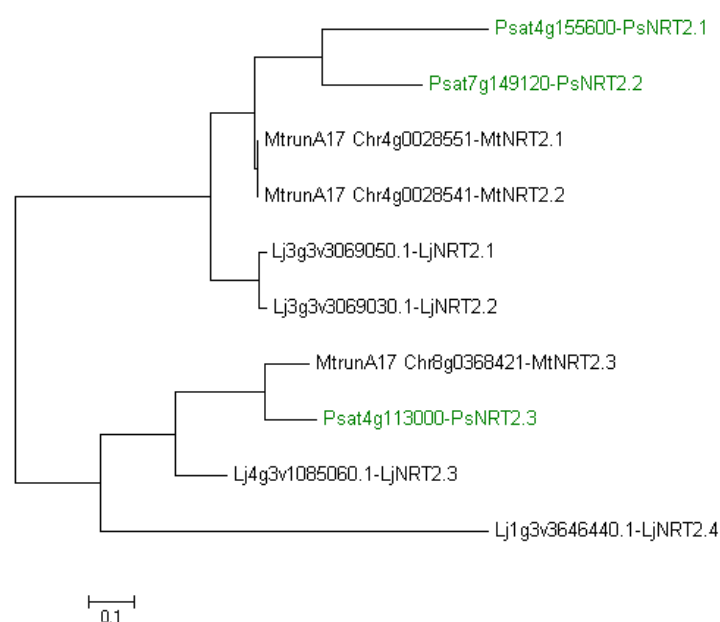 Psat4g155600-PsNRT2.1
Psat7g149120-PsNRT2.2
MtrunA17 Chr4g0028551-MtNRT2.1
MtrunA17 Chr4g0028541-MtNRT2.2
Lj3g3v3069050.1-LjNRT2.1
Lj3g3v3069030.1-LjNRT2.2
MtrunA17 Chr8g0368421-MtNRT2.3
Psat4g113000-PsNRT2.3
Lj4g3v1085060.1-LjNRT2.3
Lj1g3v3646440.1-LjNRT2.4
0.1